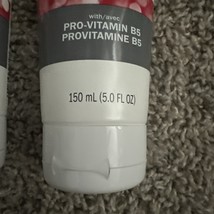 with/avec
PRO-VITAMIN B5
PROVITAMINE B5
150 mL (5.0 FL OZ)